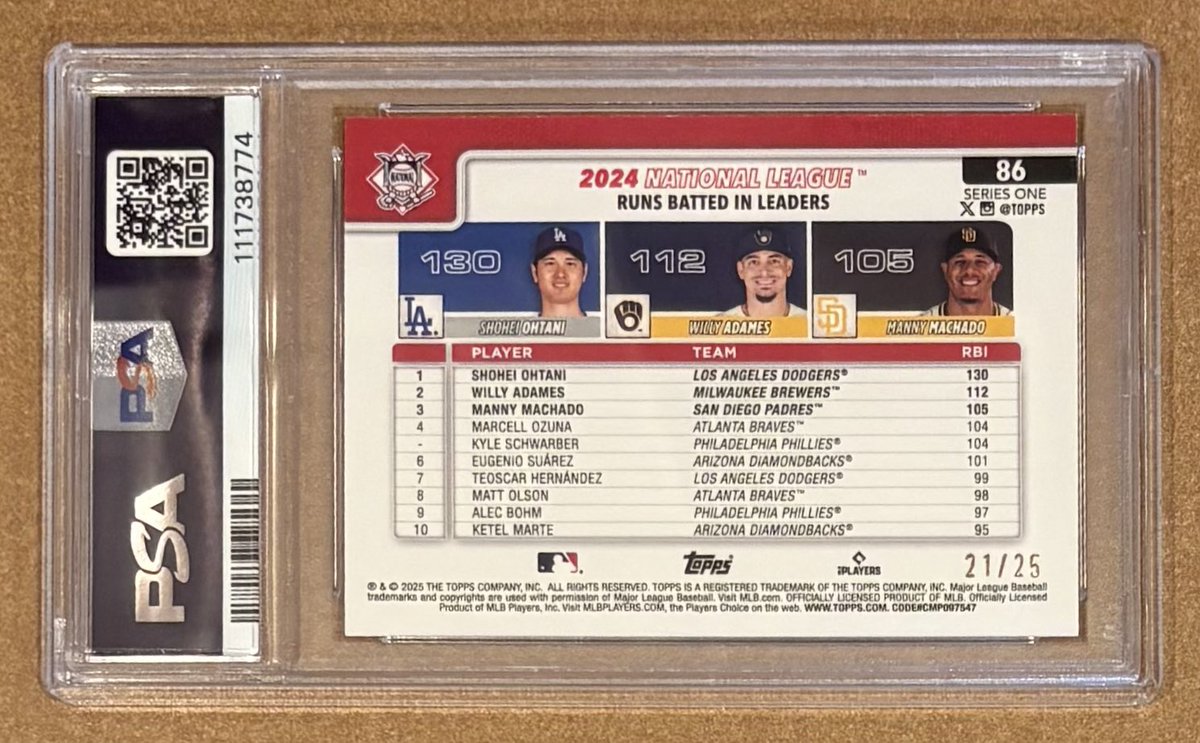 PSA
PSA
111738774
NATIONAL
2024 NATIONAL LEAGUE™
RUNS BATTED IN LEADERS
86
SERIES ONE
X @TOPPS
130
LA
SHOHEI OHTANI
112
WILLY ADAMES
105
SD
MANNY MACHADO
PLAYER TEAM RBI
1 SHOHEI OHTANI LOS ANGELES DODGERS® 130
2 WILLY ADAMES MILWAUKEE BREWERS™ 112
3 MANNY MACHADO SAN DIEGO PADRES™ 105
4 MARCELL OZUNA ATLANTA BRAVES™ 104
- KYLE SCHWARBER PHILADELPHIA PHILLIES® 104
6 EUGENIO SUÁREZ ARIZONA DIAMONDBACKS® 101
7 TEOSCAR HERNÁNDEZ LOS ANGELES DODGERS® 99
8 MATT OLSON ATLANTA BRAVES™ 98
9 ALEC BOHM PHILADELPHIA PHILLIES® 97
10 KETEL MARTE ARIZONA DIAMONDBACKS® 95
Topps®
PLAYERS
21/25
® & © 2025 THE TOPPS COMPANY, INC. ALL RIGHTS RESERVED. TOPPS IS A REGISTERED TRADEMARK OF THE TOPPS COMPANY, INC. Major League Baseball
trademarks and copyrights are used with permission of Major League Baseball. Visit MLB.com. OFFICIALLY LICENSED PRODUCT OF MLB. Officially Licensed
Product of MLB Players, Inc. Visit MLBPLAYERS.COM, the Players Choice on the web. WWW.TOPPS.COM. CODE#CMP097547